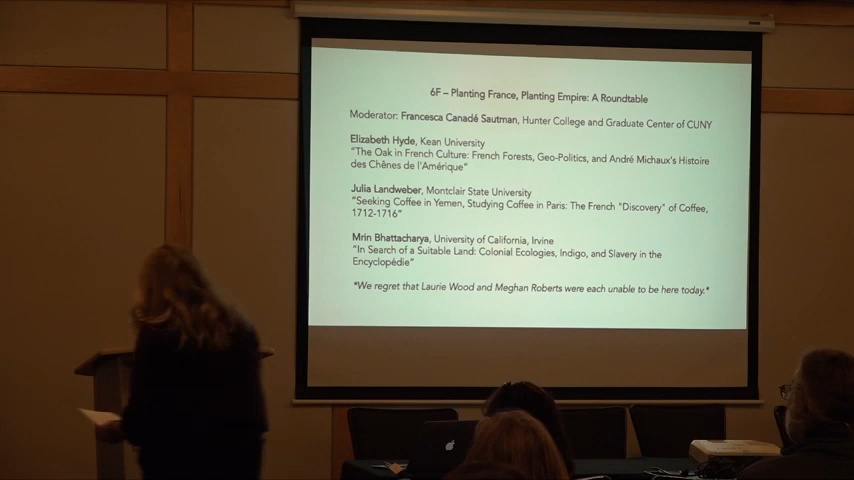 6F – Planting France, Planting Empire: A Roundtable
Moderator: Francesca Canadé Sautman, Hunter College and Graduate Center of CUNY
Elizabeth Hyde, Kean University
"The Oak in French Culture: French Forests, Geo-Politics, and André Michaux's Histoire
des Chênes de l'Amérique"
Julia Landweber, Montclair State University
"Seeking Coffee in Yemen, Studying Coffee in Paris: The French "Discovery" of Coffee,
1712-1716"
Mrin Bhattacharya, University of California, Irvine
"In Search of a Suitable Land: Colonial Ecologies, Indigo, and Slavery in the
Encyclopédie"
*We regret that Laurie Wood and Meghan Roberts were each unable to be here today.*